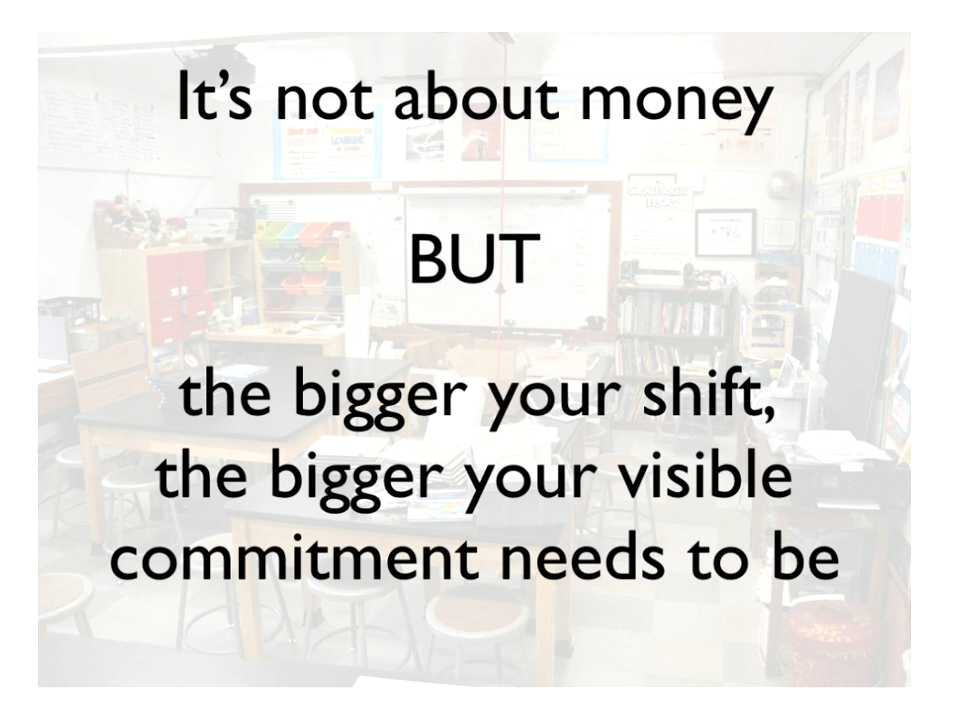 It's not about money
BUT
the bigger your shift,
the bigger your visible
commitment needs to be